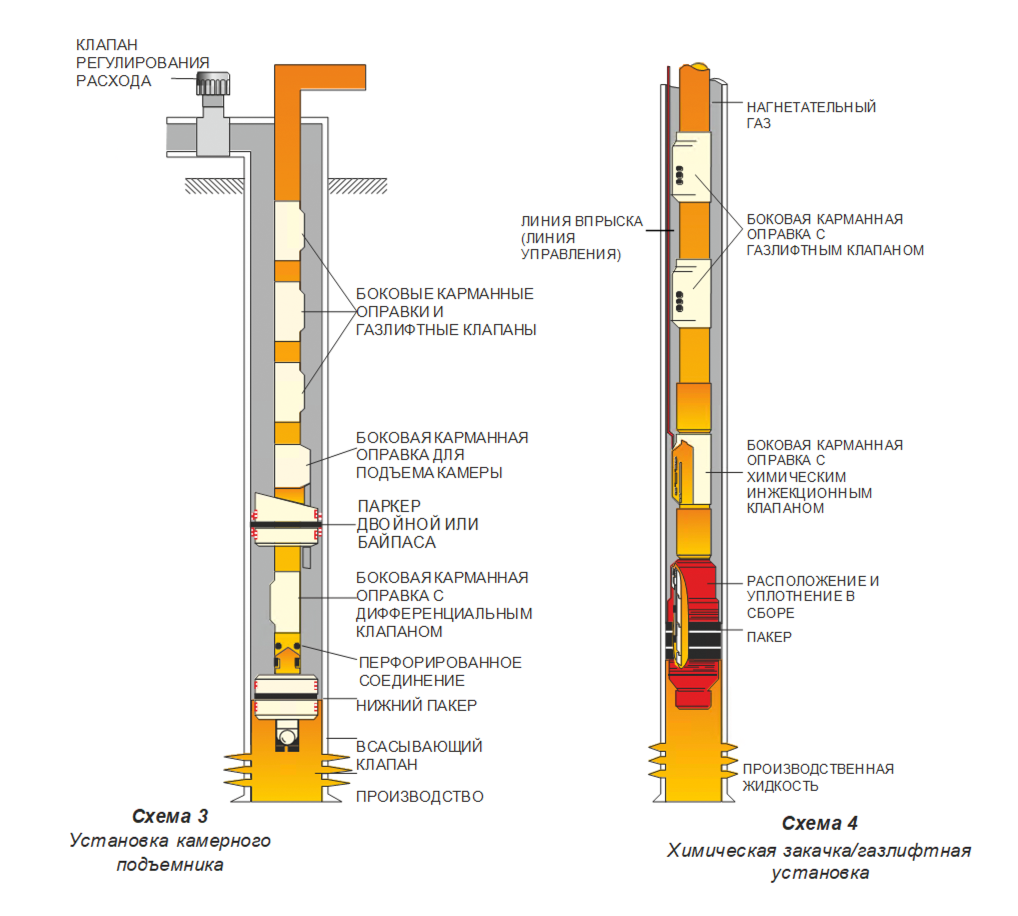 КЛАПАН
РЕГУЛИРОВАНИЯ
РАСХОДА
БОКОВЫЕ КАРМАННЫЕ
ОПРАВКИ И
ГАЗЛИФТНЫЕ КЛАПАНЫ
БОКОВАЯ КАРМАННАЯ
ОПРАВКА ДЛЯ
ПОДЪЕМА КАМЕРЫ
ПАРКЕР
ДВОЙНОЙ ИЛИ
БАЙПАСА
БОКОВАЯ КАРМАННАЯ
ОПРАВКА С
ДИФФЕРЕНЦИАЛЬНЫМ
КЛАПАНОМ
ПЕРФОРИРОВАННОЕ
СОЕДИНЕНИЕ
НИЖНИЙ ПАКЕР
ВСАСЫВАЮЩИЙ
КЛАПАН
ПРОИЗВОДСТВО
Схема 3
Установка камерного
подъемника
НАГНЕТАТЕЛЬНЫЙ
ГАЗ
ЛИНИЯ ВПРЫСКА
(ЛИНИЯ
УПРАВЛЕНИЯ)
БОКОВАЯ КАРМАННАЯ
ОПРАВКА С
ГАЗЛИФТНЫМ КЛАПАНОМ
БОКОВАЯ КАРМАННАЯ
ОПРАВКА С
ХИМИЧЕСКИМ
ИНЖЕКЦИОННЫМ
КЛАПАНОМ
РАСПОЛОЖЕНИЕ И
УПЛОТНЕНИЕ В
СБОРЕ
ПАКЕР
ПРОИЗВОДСТВЕННАЯ
ЖИДКОСТЬ
Схема 4
Химическая закачка/газлифтная
установка